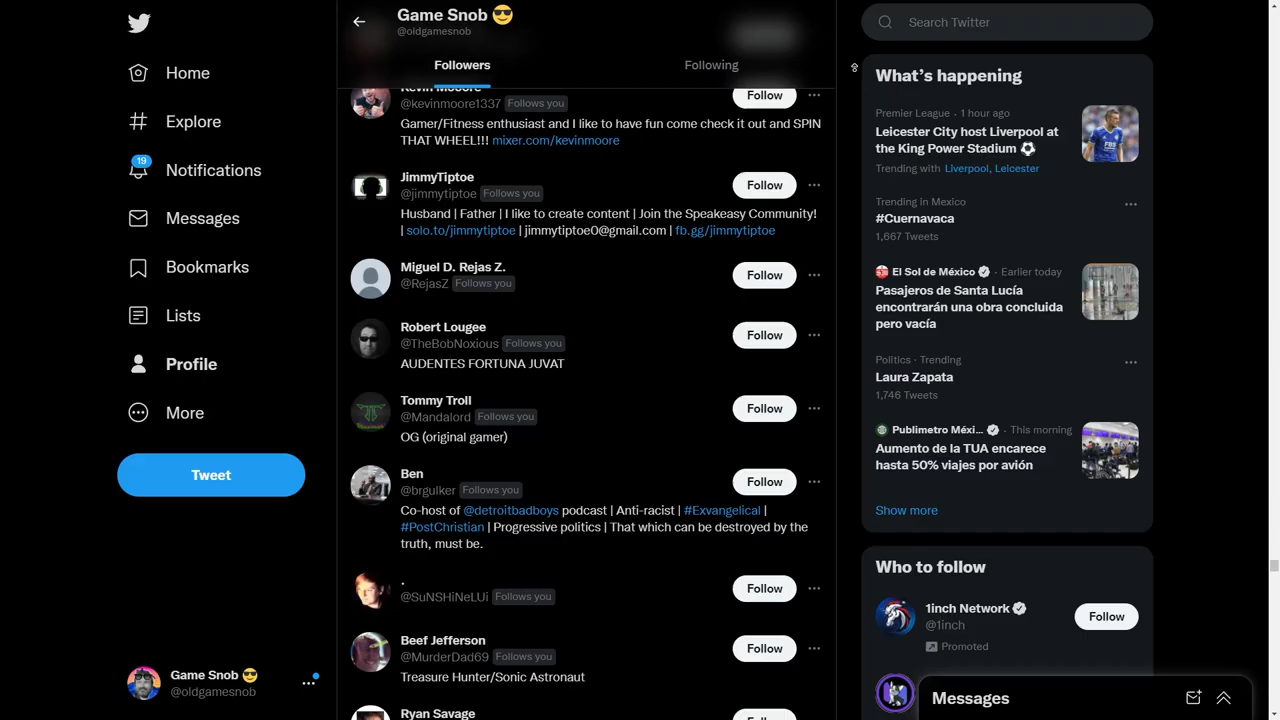 Home
Explore
19
Notifications
Messages
Bookmarks
Lists
Profile
More
Tweet
Game Snob 😎
@oldgamesnob
Game Snob 😎
@oldgamesnob
Followers
Following
Kevin Mooore
@kevinmoore1337 Follows you
Follow
Gamer/Fitness enthusiast and I like to have fun come check it out and SPIN
THAT WHEEL!!! mixer.com/kevinmoore
JimmyTiptoe
@jimmytiptoe Follows you
Follow
Husband | Father | I like to create content | Join the Speakeasy Community!
| solo.to/jimmytiptoe | jimmytiptoe0@gmail.com | fb.gg/jimmytiptoe
Miguel D. Rejas Z.
@RejasZ Follows you
Follow
Robert Lougee
@TheBobNoxious Follows you
Follow
AUDENTES FORTUNA JUVAT
Tommy Troll
@Mandalord Follows you
Follow
OG (original gamer)
Ben
@brgulker Follows you
Follow
Co-host of @detroitbadboys podcast | Anti-racist | #Exvangelical |
#PostChristian | Progressive politics | That which can be destroyed by the
truth, must be.
.
@SuNSHiNeLUi Follows you
Follow
Beef Jefferson
@MurderDad69 Follows you
Follow
Treasure Hunter/Sonic Astronaut
Ryan Savage
Search Twitter
What's happening
Premier League · 1 hour ago
Leicester City host Liverpool at
the King Power Stadium ⚽
Trending with Liverpool, Leicester
Trending in Mexico
#Cuernavaca
1,667 Tweets
El Sol de México · Earlier today
Pasajeros de Santa Lucía
encontrarán una obra concluida
pero vacía
Politics · Trending
Laura Zapata
1,746 Tweets
Publimetro Méxi... · This morning
Aumento de la TUA encarece
hasta 50% viajes por avión
Show more
Who to follow
1inch Network
@1inch
Follow
Promoted
Messages